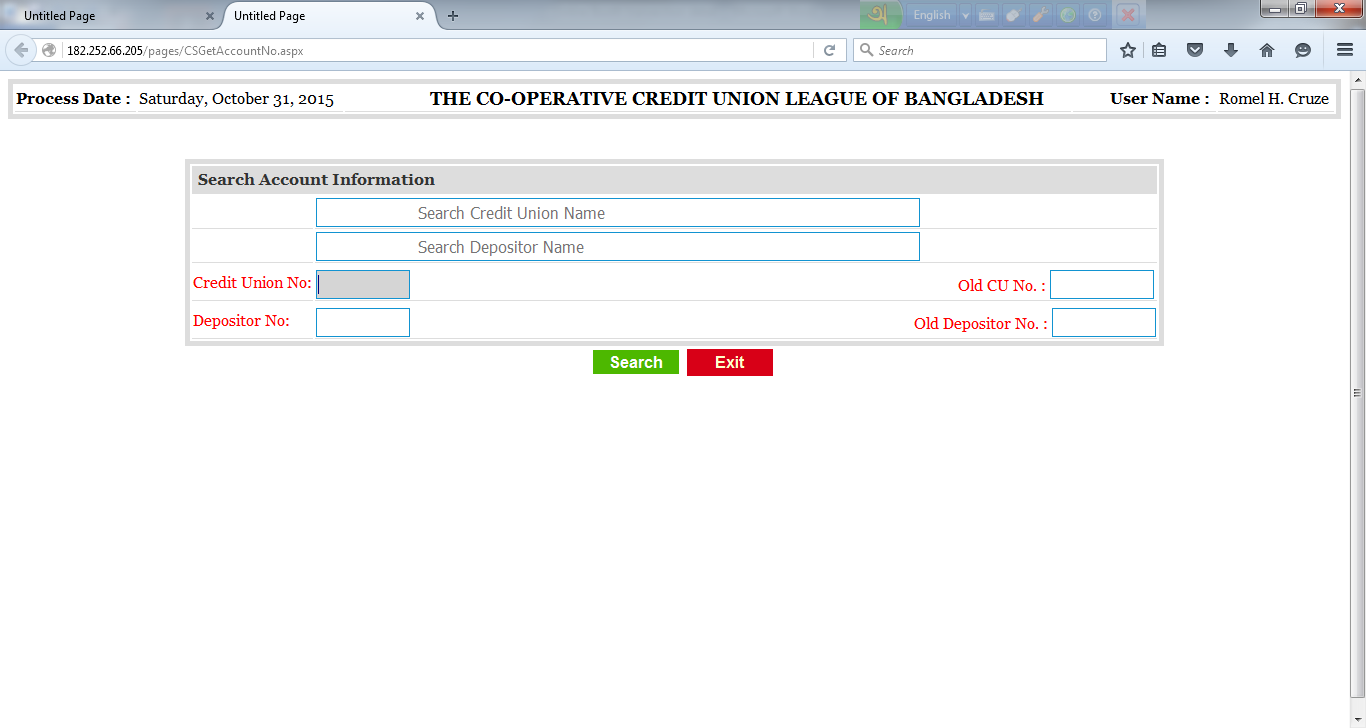 Untitled Page Untitled Page
অ English
182.252.66.205/pages/CSGetAccountNo.aspx Search
Process Date : Saturday, October 31, 2015 THE CO-OPERATIVE CREDIT UNION LEAGUE OF BANGLADESH User Name : Romel H. Cruze
Search Account Information
Search Credit Union Name
Search Depositor Name
Credit Union No: Old CU No. :
Depositor No: Old Depositor No. :
Search Exit